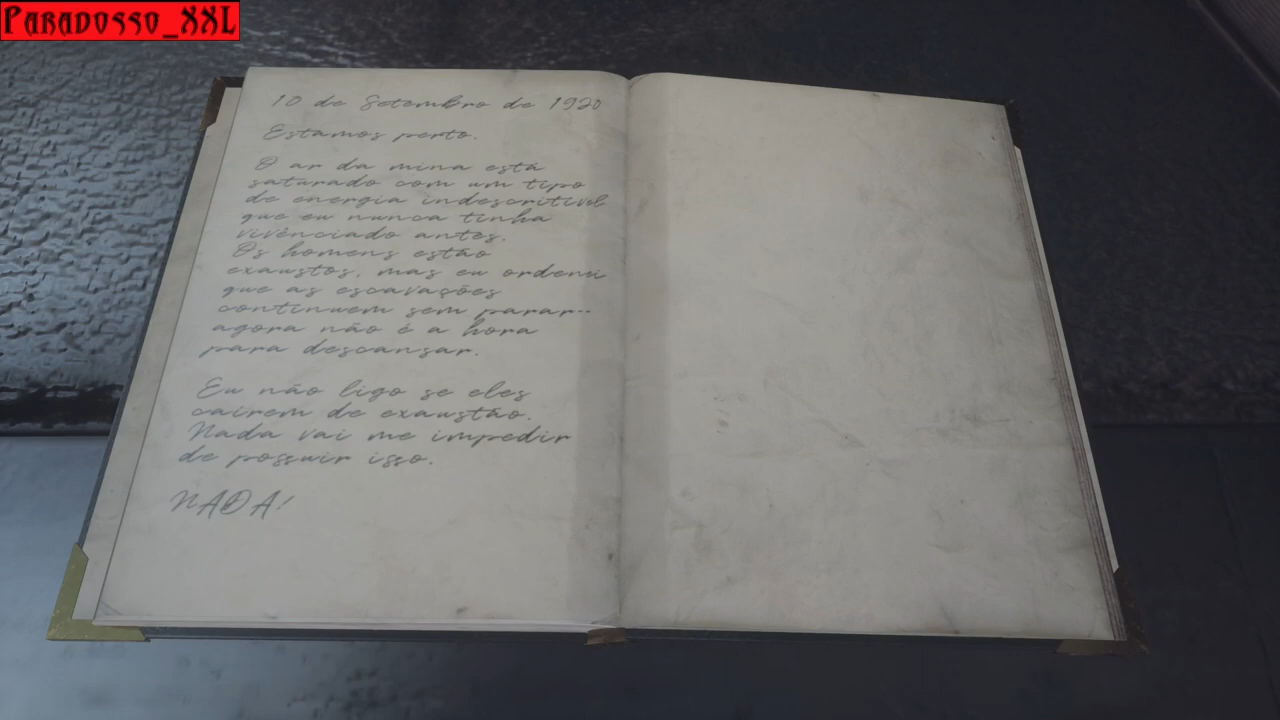 Paradosso_XXL
10 de Setembro de 1920
Estamos perto.
O ar da mina está
saturado com um tipo
de energia indescritível
que eu nunca tinha
vivênciado antes.
Os homens estão
exaustos, mas eu ordenei
que as escavações
continuem sem parar--
agora não é a hora
para descansar.
Eu não ligo se eles
caírem de exaustão.
Nada vai me impedir
de possuir isso.
NADA!